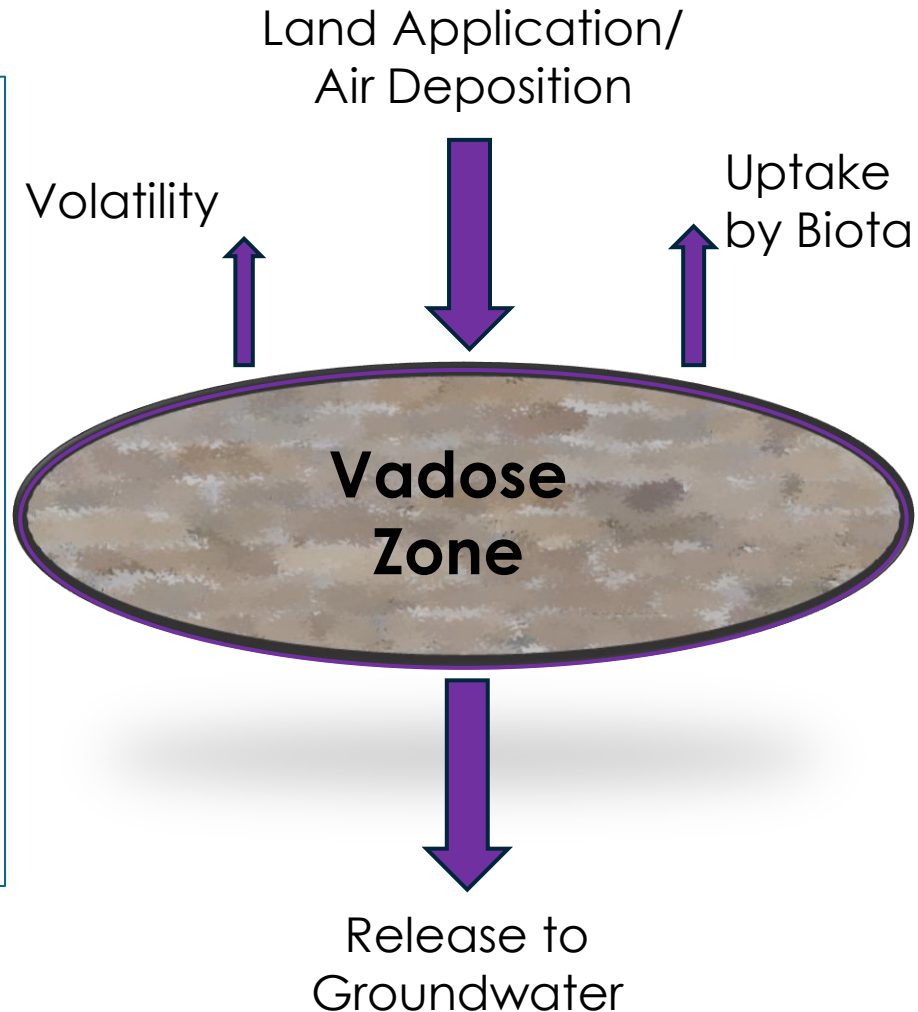 Land Application/
Air Deposition
Volatility
Uptake
by Biota
Vadose
Zone
Release to
Groundwater